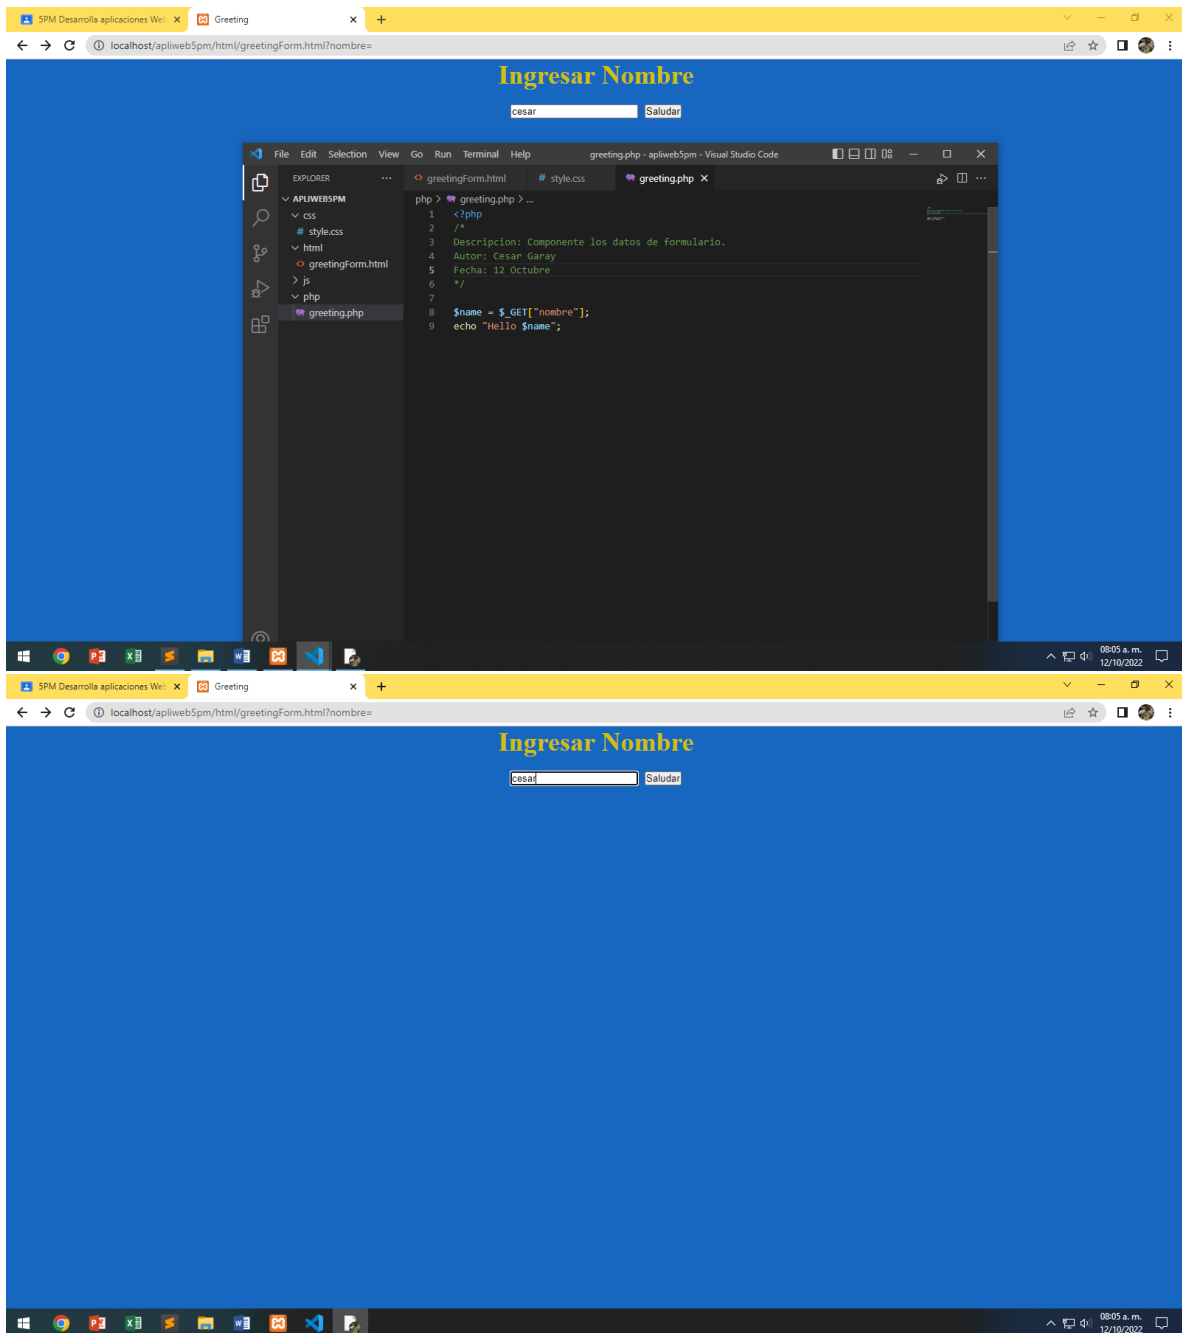 5PM Desarrolla aplicaciones Web
Greeting
localhost/apliweb5pm/html/greetingForm.html?nombre=
Ingresar Nombre
cesar
Saludar
File Edit Selection View Go Run Terminal Help
greeting.php - apliweb5pm - Visual Studio Code
EXPLORER ...
greetingForm.html
# style.css
greeting.php
APLIWEB5PM
css
# style.css
html
greetingForm.html
js
php
greeting.php
php > greeting.php > ...
1 <?php
2 /*
3 Descripcion: Componente los datos de formulario.
4 Autor: Cesar Garay
5 Fecha: 12 Octubre
6 */
7
8 $name = $_GET["nombre"];
9 echo "Hello $name";
08:05 a. m.
12/10/2022
5PM Desarrolla aplicaciones Web
Greeting
localhost/apliweb5pm/html/greetingForm.html?nombre=
Ingresar Nombre
cesar
Saludar
08:05 a. m.
12/10/2022